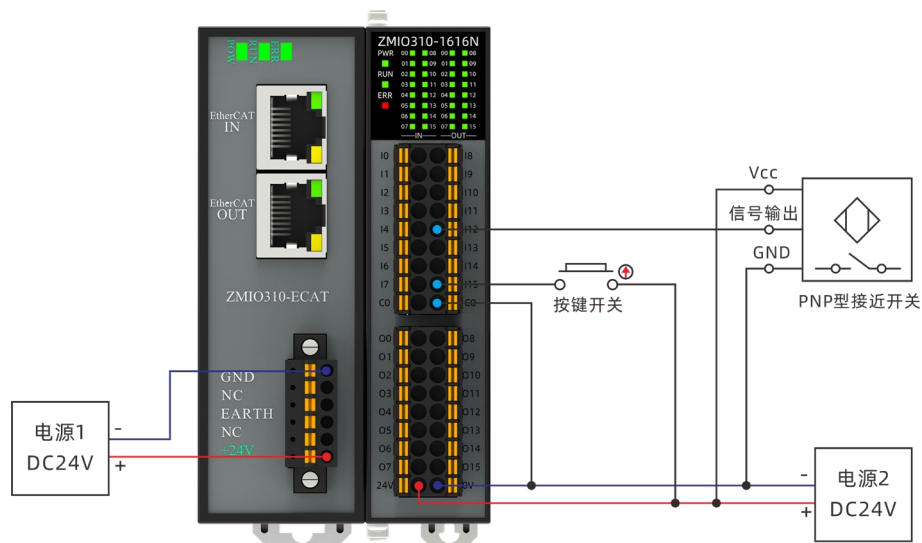 POW RUN ERR
EtherCAT
IN
EtherCAT
OUT
ZMIO310-ECAT
GND
NC
EARTH
NC
+24V
电源1
DC24V
-
+
ZMIO310-1616N
PWR 00 08 00 08
01 09 01 09
RUN 02 10 02 10
03 11 03 11
ERR 04 12 04 12
05 13 05 13
06 14 06 14
07 15 07 15
IN OUT
I0 I8
I1 I9
I2 I10
I3 I11
I4 I12
I5 I13
I6 I14
I7 I15
C0 C0
O0 O8
O1 O9
O2 O10
O3 O11
O4 O12
O5 O13
O6 O14
O7 O15
24V 0V
按键开关
Vcc
信号输出
GND
PNP型接近开关
-
+
电源2
DC24V